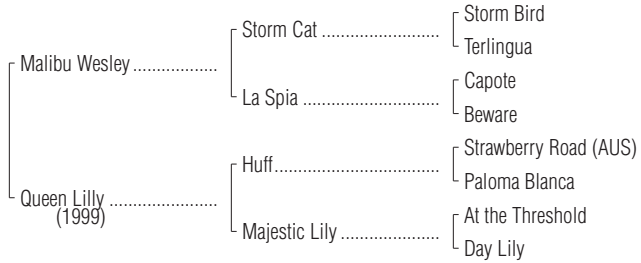 Storm Bird
Storm Cat ..........................
Terlingua
Malibu Wesley ..................
Capote
La Spia ..............................
Beware
Strawberry Road (AUS)
Huff....................................
Paloma Blanca
Queen Lilly .......................
(1999)
At the Threshold
Majestic Lily ......................
Day Lily